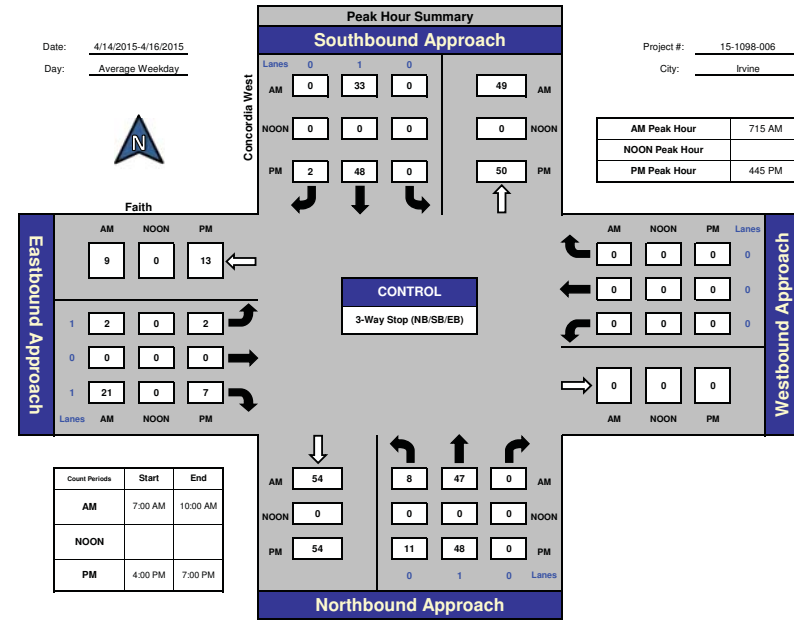 Peak Hour Summary
Date: 4/14/2015-4/16/2015
Southbound Approach
Project #: 15-1098-006
Day: Average Weekday
City: Irvine
Lanes 0 1 0
AM 0 33 0 49 AM
NOON 0 0 0 0 NOON
PM 2 48 0 50 PM
Concordia West
N
AM Peak Hour 715 AM
NOON Peak Hour
PM Peak Hour 445 PM
Faith
Eastbound Approach
AM NOON PM
9 0 13
1 2 0 2
0 0 0 0
1 21 0 7
Lanes AM NOON PM
CONTROL
3-Way Stop (NB/SB/EB)
AM NOON PM Lanes
0 0 0 0
0 0 0 0
0 0 0 0
0 0 0
AM NOON PM
Westbound Approach
Count Periods Start End
AM 7:00 AM 10:00 AM
NOON
PM 4:00 PM 7:00 PM
AM 54 8 47 0 AM
NOON 0 0 0 0 NOON
PM 54 11 48 0 PM
0 1 0 Lanes
Northbound Approach